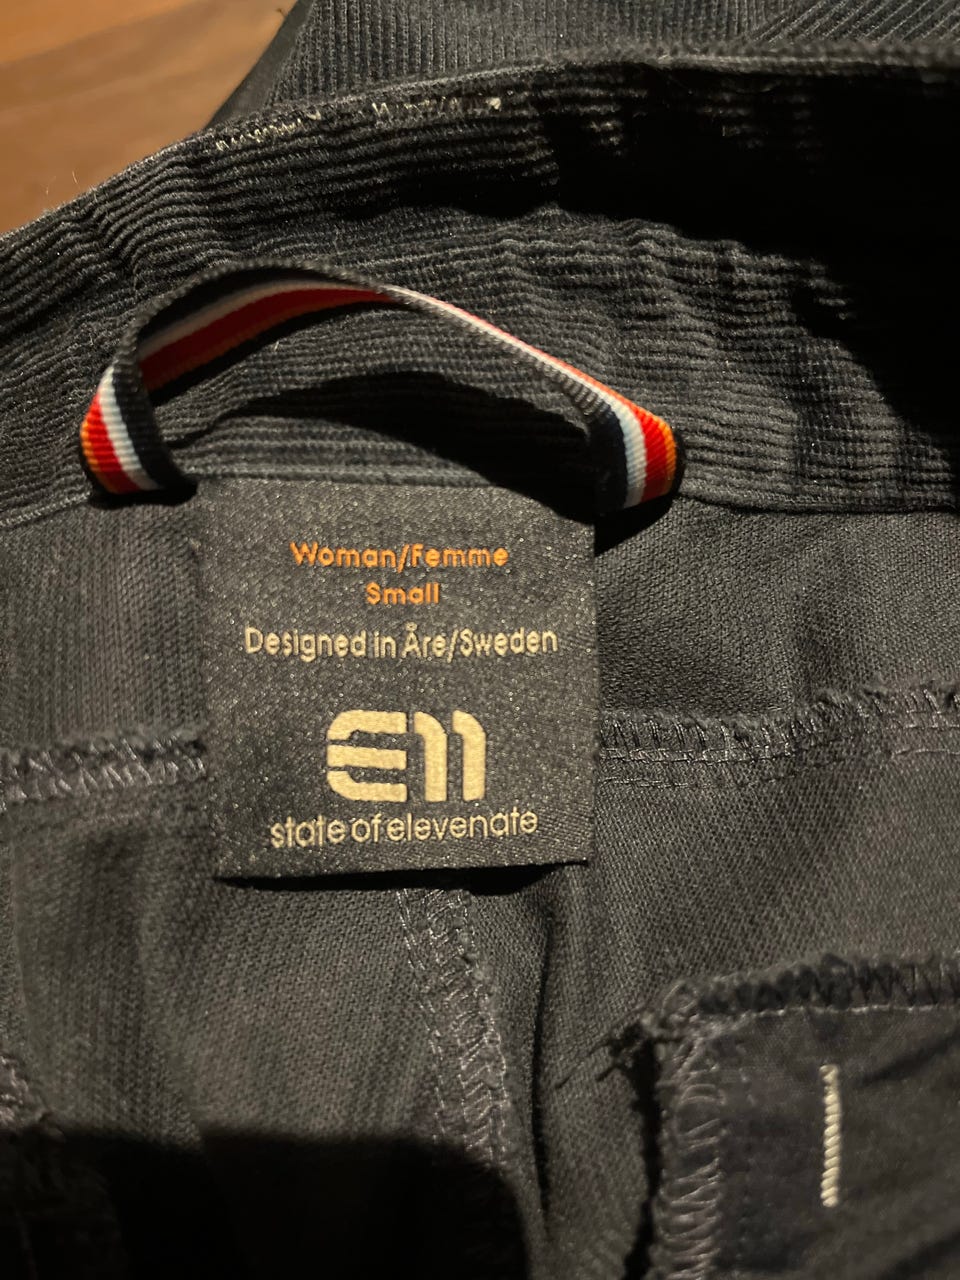 Woman/Femme
Small
Designed in Åre/Sweden
E11
state of elevenate